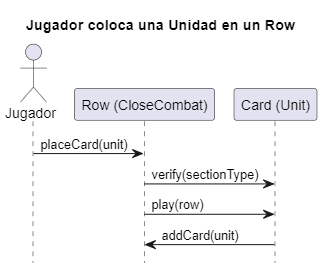 Jugador coloca una Unidad en un Row
Jugador
Row (CloseCombat)
Card (Unit)
placeCard(unit)
verify(sectionType)
play(row)
addCard(unit)